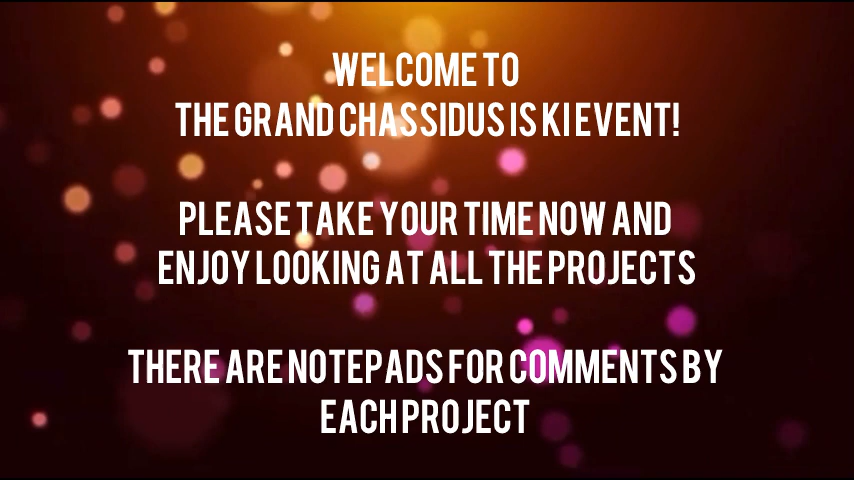 WELCOME TO
THE GRAND CHASSIDUS IS KI EVENT!
PLEASE TAKE YOUR TIME NOW AND
ENJOY LOOKING AT ALL THE PROJECTS
THERE ARE NOTEPADS FOR COMMENTS BY
EACH PROJECT